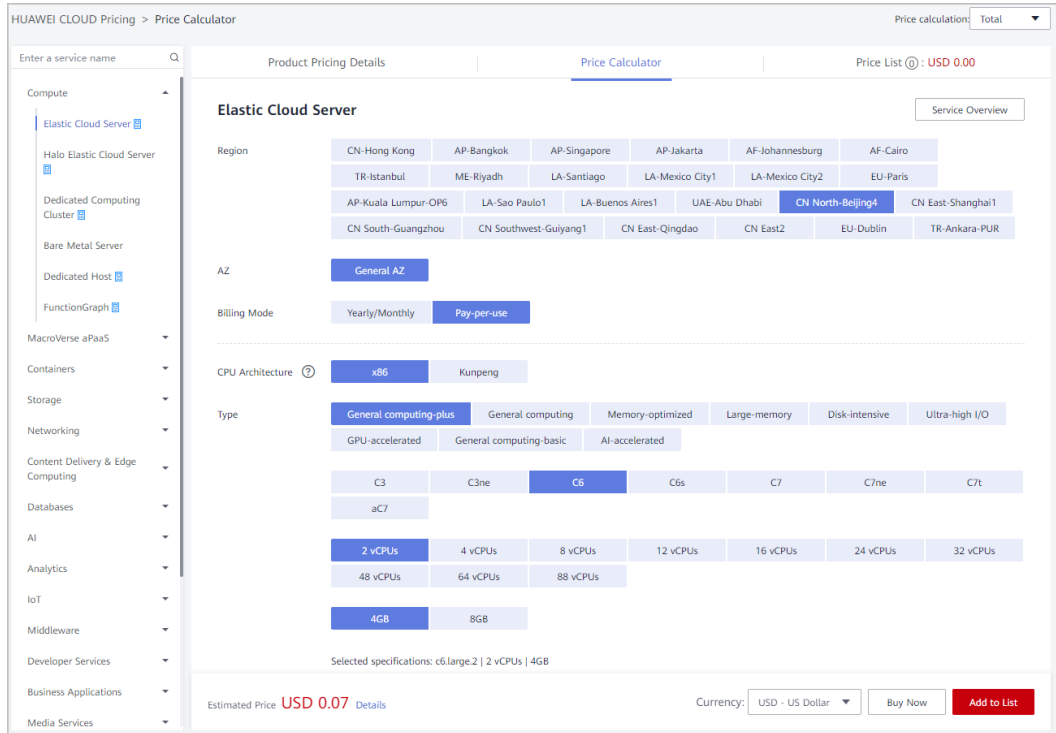 HUAWEI CLOUD Pricing > Price Calculator
Price calculation: Total
Enter a service name
Compute
Elastic Cloud Server
Halo Elastic Cloud Server
Dedicated Computing
Cluster
Bare Metal Server
Dedicated Host
FunctionGraph
MacroVerse aPaaS
Containers
Storage
Networking
Content Delivery & Edge
Computing
Databases
AI
Analytics
IoT
Middleware
Developer Services
Business Applications
Media Services
Product Pricing Details
Price Calculator
Price List (0) : USD 0.00
Elastic Cloud Server
Service Overview
Region
CN-Hong Kong AP-Bangkok AP-Singapore AP-Jakarta AF-Johannesburg AF-Cairo
TR-Istanbul ME-Riyadh LA-Santiago LA-Mexico City1 LA-Mexico City2 EU-Paris
AP-Kuala Lumpur-OP6 LA-Sao Paulo1 LA-Buenos Aires1 UAE-Abu Dhabi CN North-Beijing4 CN East-Shanghai1
CN South-Guangzhou CN Southwest-Guiyang1 CN East-Qingdao CN East2 EU-Dublin TR-Ankara-PUR
AZ General AZ
Billing Mode Yearly/Monthly Pay-per-use
CPU Architecture ? x86 Kunpeng
Type General computing-plus General computing Memory-optimized Large-memory Disk-intensive Ultra-high I/O
GPU-accelerated General computing-basic AI-accelerated
C3 C3ne C6 C6s C7 C7ne C7t
aC7
2 vCPUs 4 vCPUs 8 vCPUs 12 vCPUs 16 vCPUs 24 vCPUs 32 vCPUs
48 vCPUs 64 vCPUs 88 vCPUs
4GB 8GB
Selected specifications: c6.large.2 | 2 vCPUs | 4GB
Estimated Price USD 0.07 Details
Currency: USD - US Dollar Buy Now Add to List